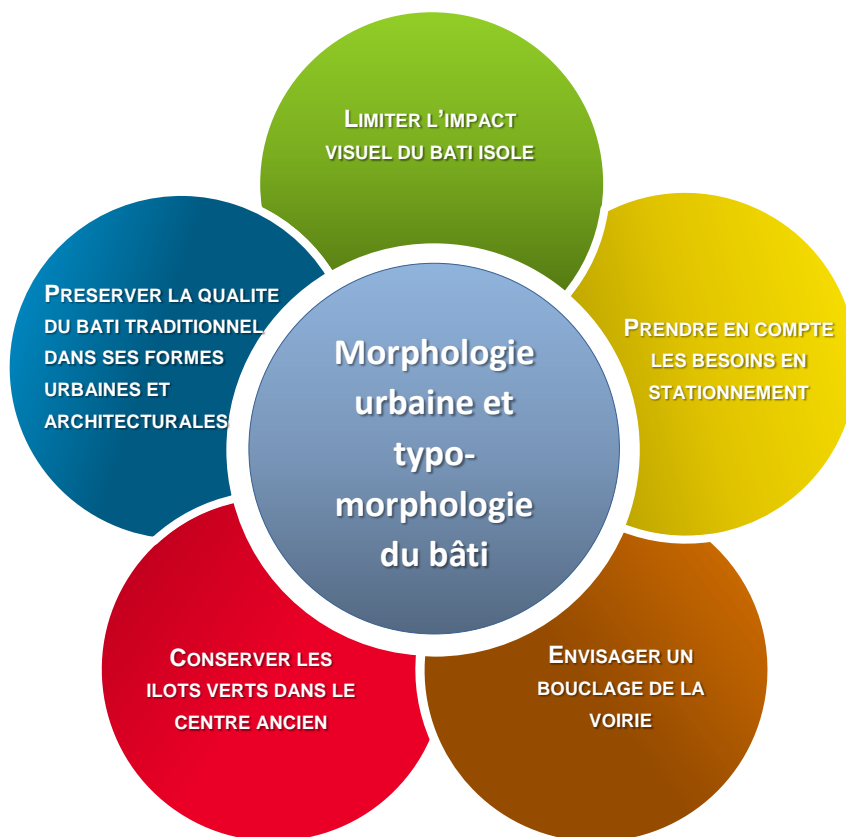 LIMITER L'IMPACT
VISUEL DU BATI ISOLE
PRESERVER LA QUALITE
DU BATI TRADITIONNEL
DANS SES FORMES
URBAINES ET
ARCHITECTURALES
PRENDRE EN COMPTE
LES BESOINS EN
STATIONNEMENT
Morphologie
urbaine et
typo-
morphologie
du bâti
CONSERVER LES
ILOTS VERTS DANS LE
CENTRE ANCIEN
ENVISAGER UN
BOUCLAGE DE LA
VOIRIE